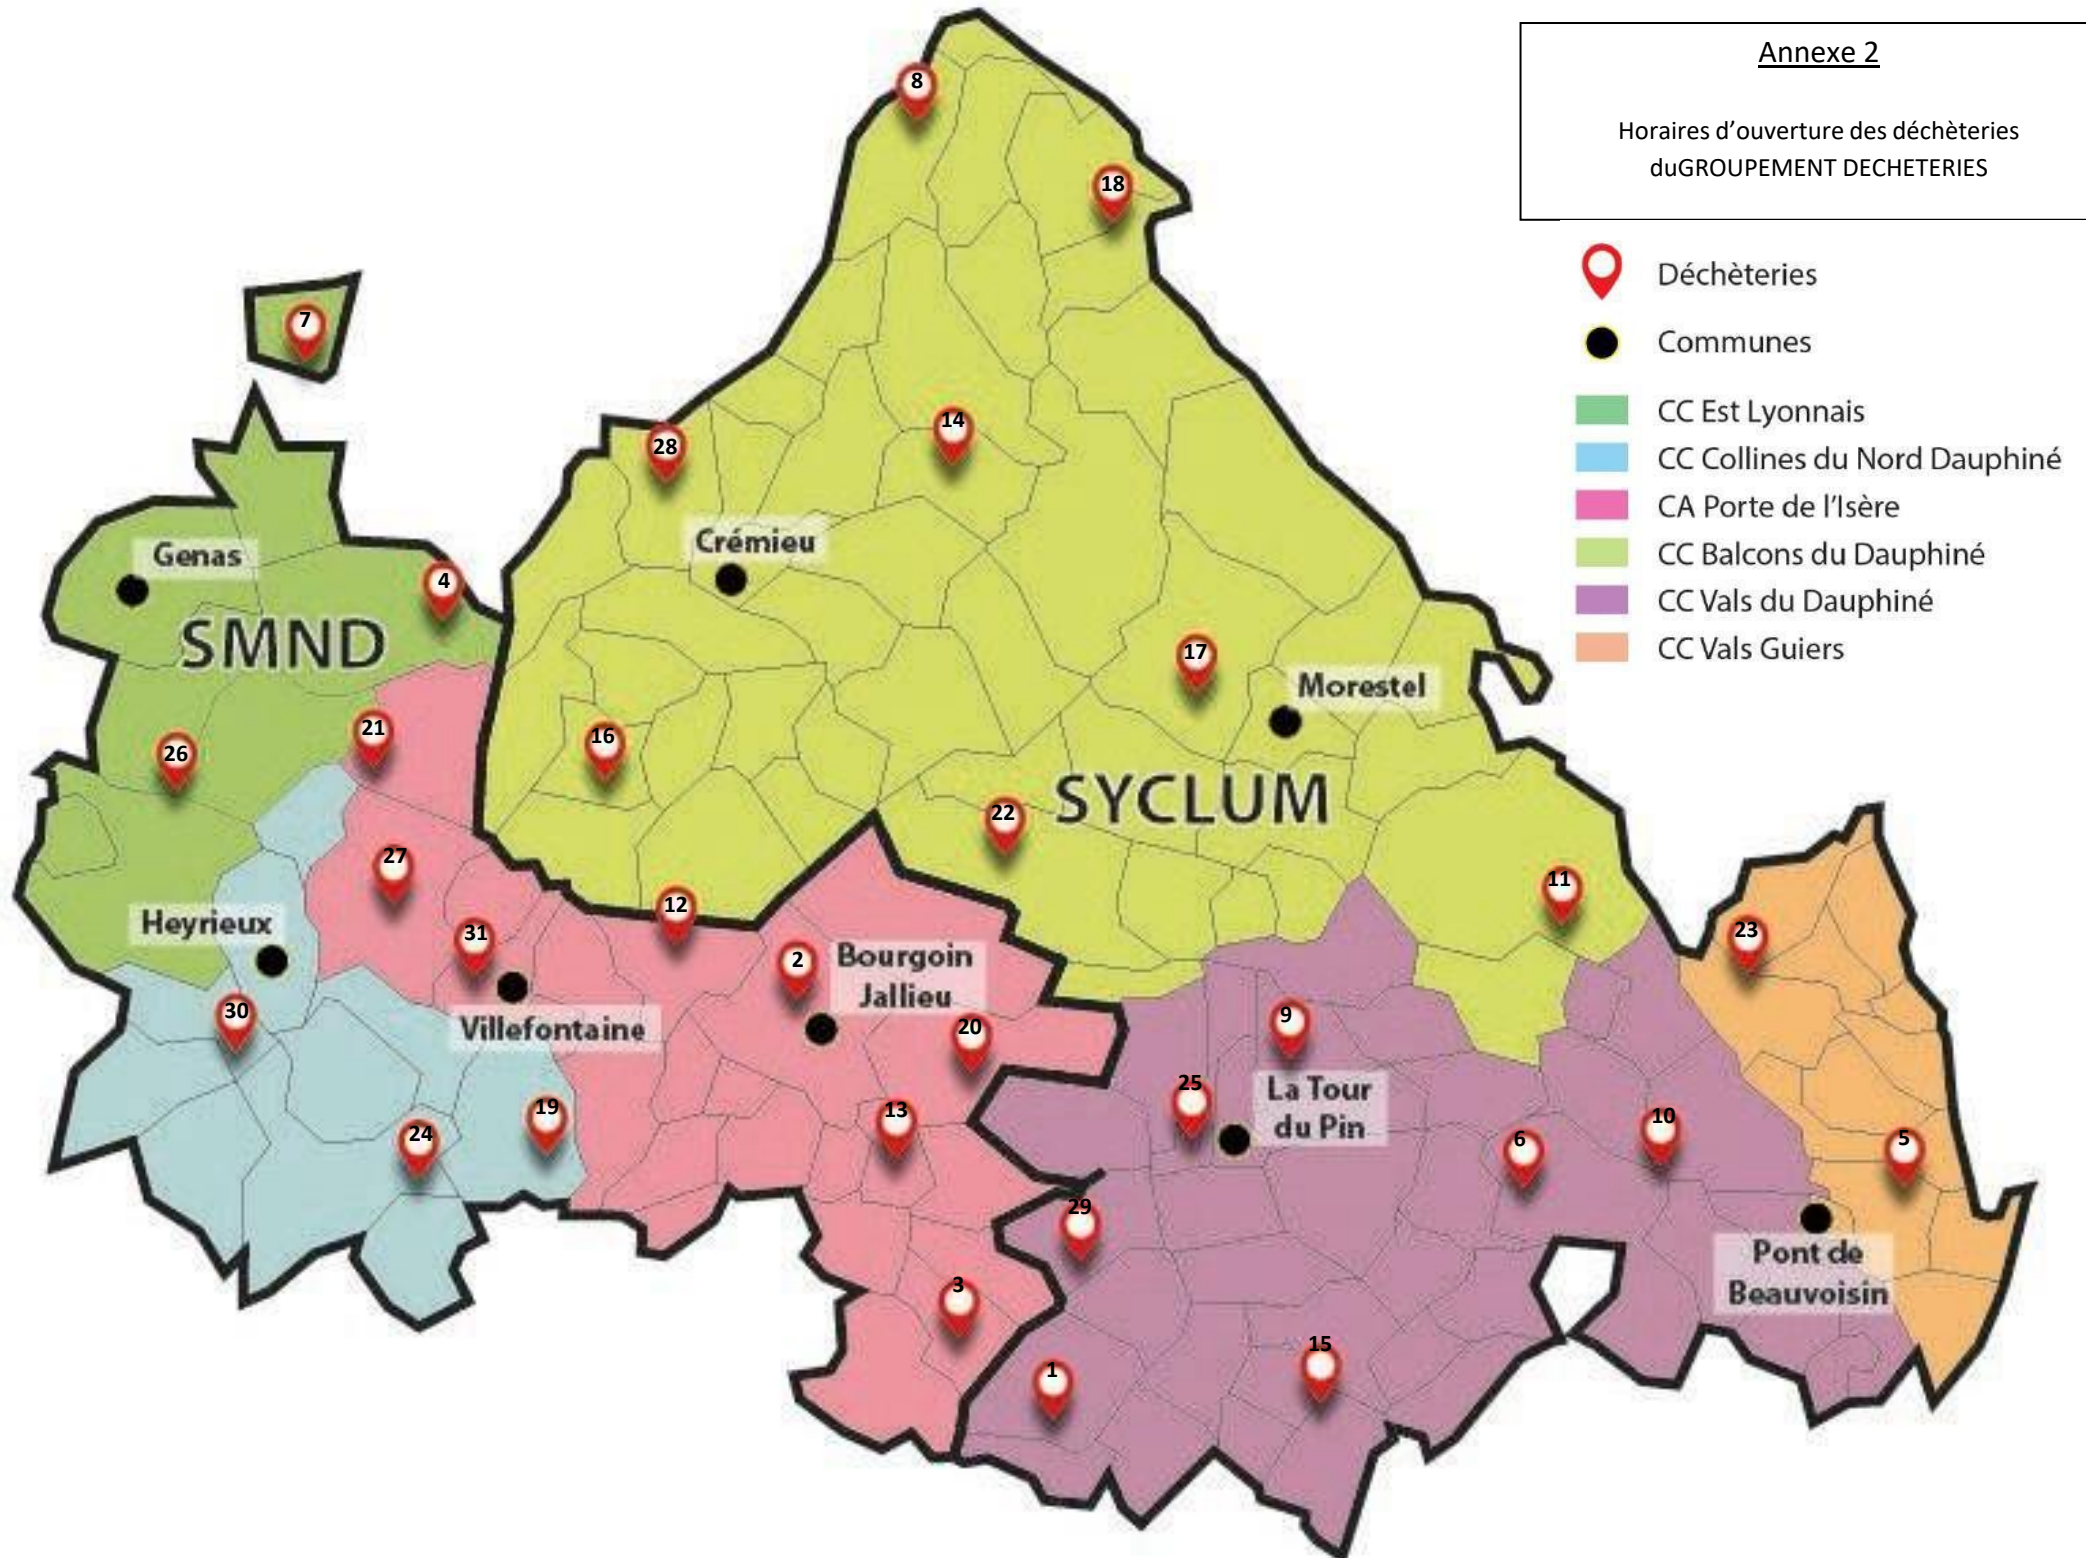 Annexe 2
Horaires d’ouverture des déchèteries
duGROUPEMENT DECHETERIES
Déchèteries
Communes
CC Est Lyonnais
CC Collines du Nord Dauphiné
CA Porte de l'Isère
CC Balcons du Dauphiné
CC Vals du Dauphiné
CC Vals Guiers
8
18
7
14
28
Crémieu
Genas
4
SMND
17
Morestel
21
16
26
SYCLUM
22
27
11
12
Heyrieux
31
23
2
Bourgoin
Jallieu
30
Villefontaine
20
9
25
La Tour
du Pin
19
13
24
10
6
5
29
Pont de
Beauvoisin
3
15
1